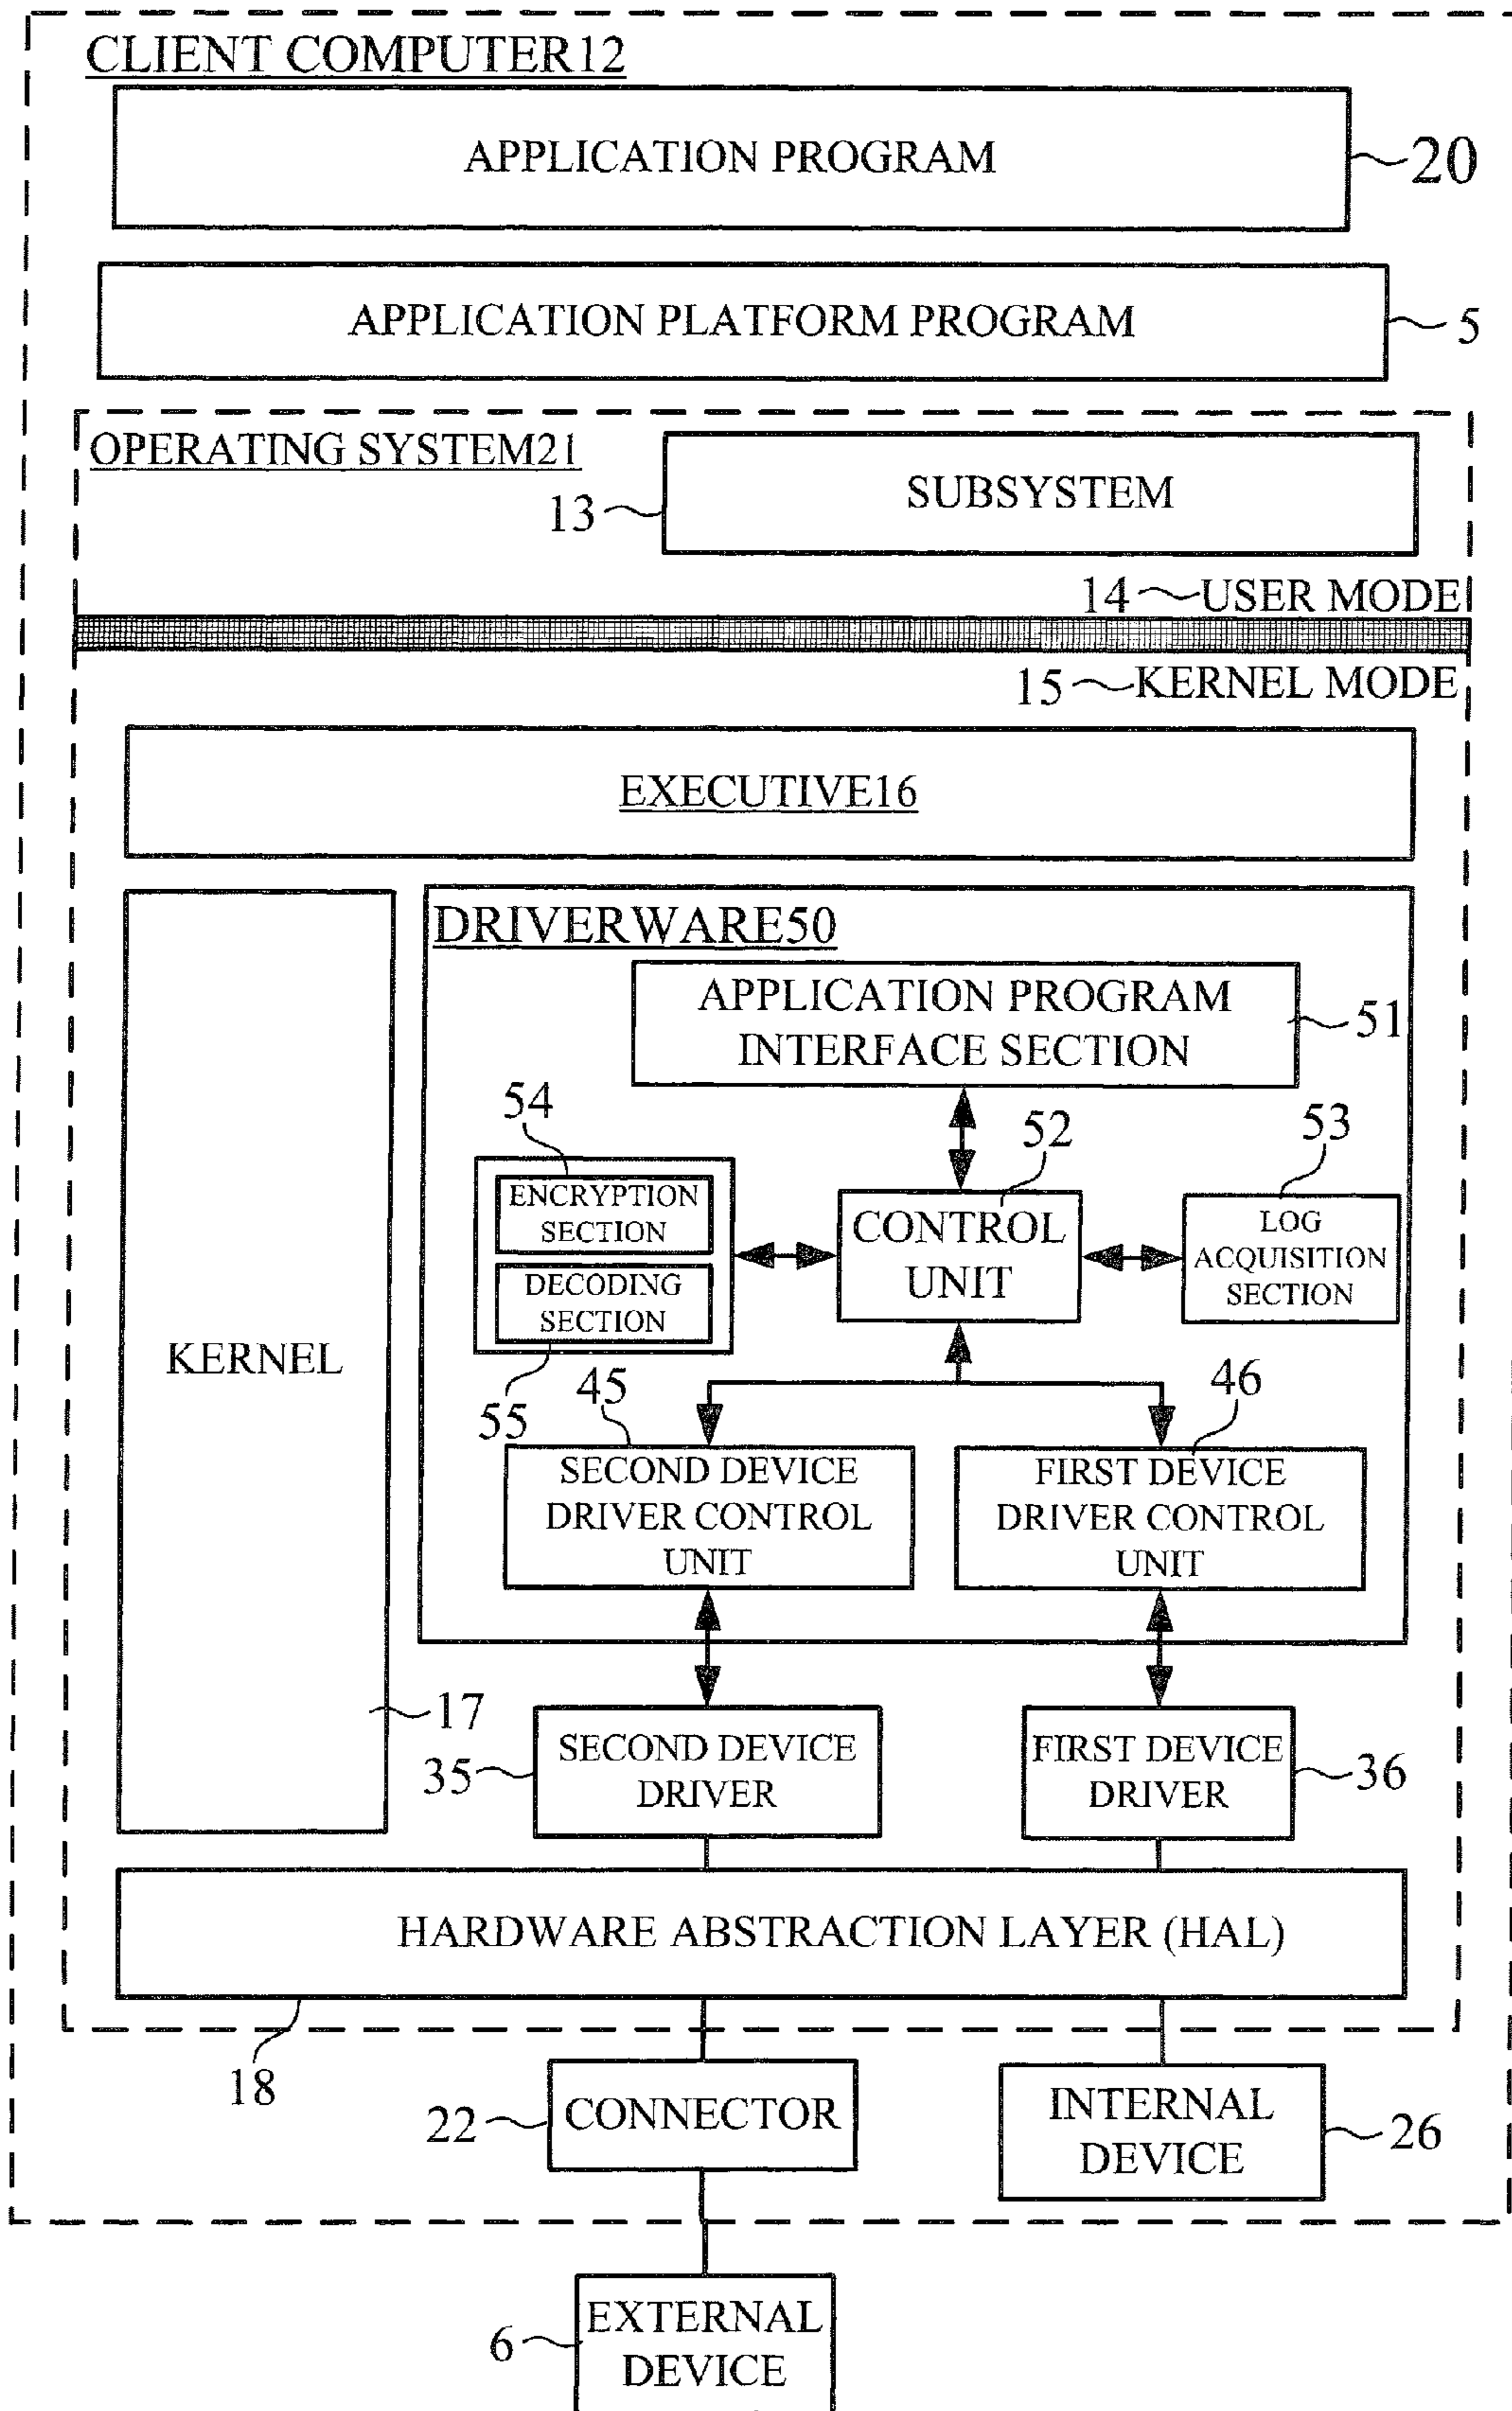 CLIENT COMPUTER12
APPLICATION PROGRAM
20
APPLICATION PLATFORM PROGRAM
5
OPERATING SYSTEM21
SUBSYSTEM
13
14
USER MODE
15
KERNEL MODE
EXECUTIVE16
KERNEL
17
DRIVERWARE50
APPLICATION PROGRAM
INTERFACE SECTION
51
54
ENCRYPTION
SECTION
DECODING
SECTION
55
52
CONTROL
UNIT
53
LOG
ACQUISITION
SECTION
45
SECOND DEVICE
DRIVER CONTROL
UNIT
46
FIRST DEVICE
DRIVER CONTROL
UNIT
35
SECOND DEVICE
DRIVER
FIRST DEVICE
DRIVER
36
HARDWARE ABSTRACTION LAYER (HAL)
18
22
CONNECTOR
INTERNAL
DEVICE
26
6
EXTERNAL
DEVICE